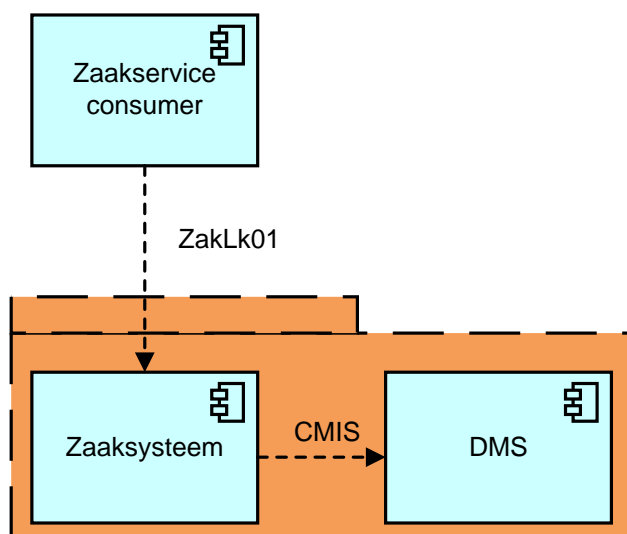 Zaakservice
consumer
ZakLk01
Zaaksysteem
CMIS
DMS